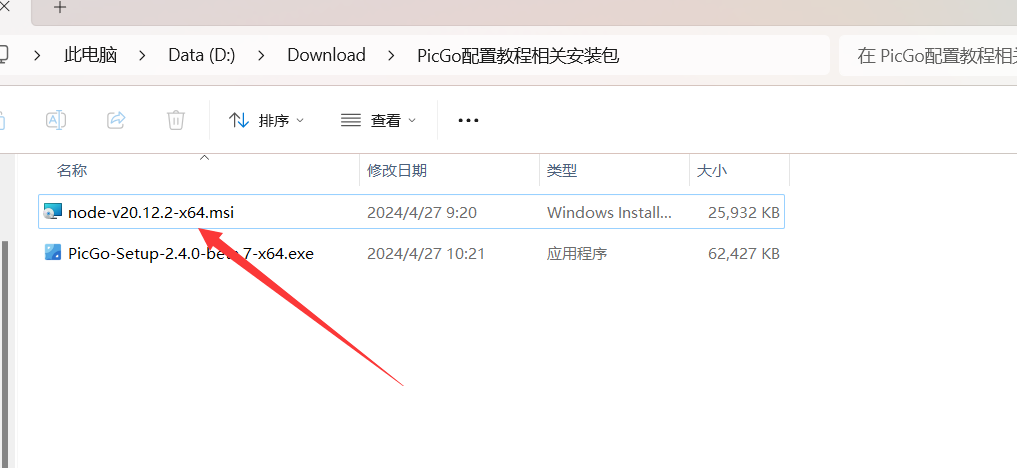 此电脑 > Data (D:) > Download > PicGo配置教程相关安装包 在 PicGo配置教程相关
排序 查看 ...
名称 修改日期 类型 大小
node-v20.12.2-x64.msi 2024/4/27 9:20 Windows Install... 25,932 KB
PicGo-Setup-2.4.0-beta.7-x64.exe 2024/4/27 10:21 应用程序 62,427 KB